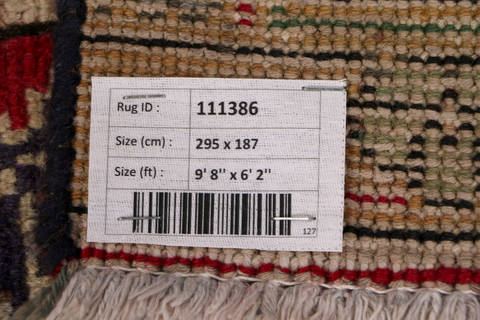 Rug ID : 111386
Size (cm) : 295 x 187
Size (ft) : 9' 8'' x 6' 2''
127